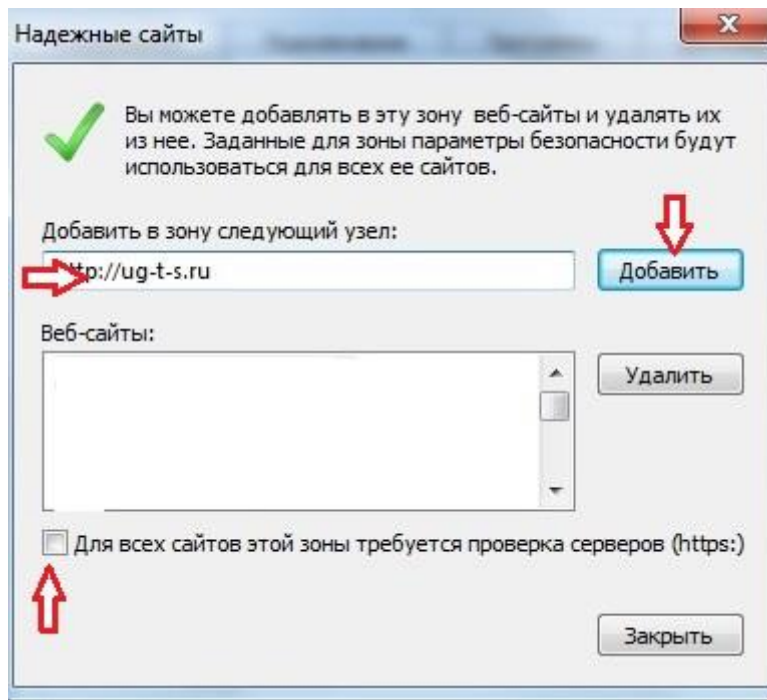 Надежные сайты
Вы можете добавлять в эту зону веб-сайты и удалять их
из нее. Заданные для зоны параметры безопасности будут
использоваться для всех ее сайтов.
Добавить в зону следующий узел:
://ug-t-s.ru
Добавить
Веб-сайты:
Удалить
Для всех сайтов этой зоны требуется проверка серверов (https:)
Закрыть